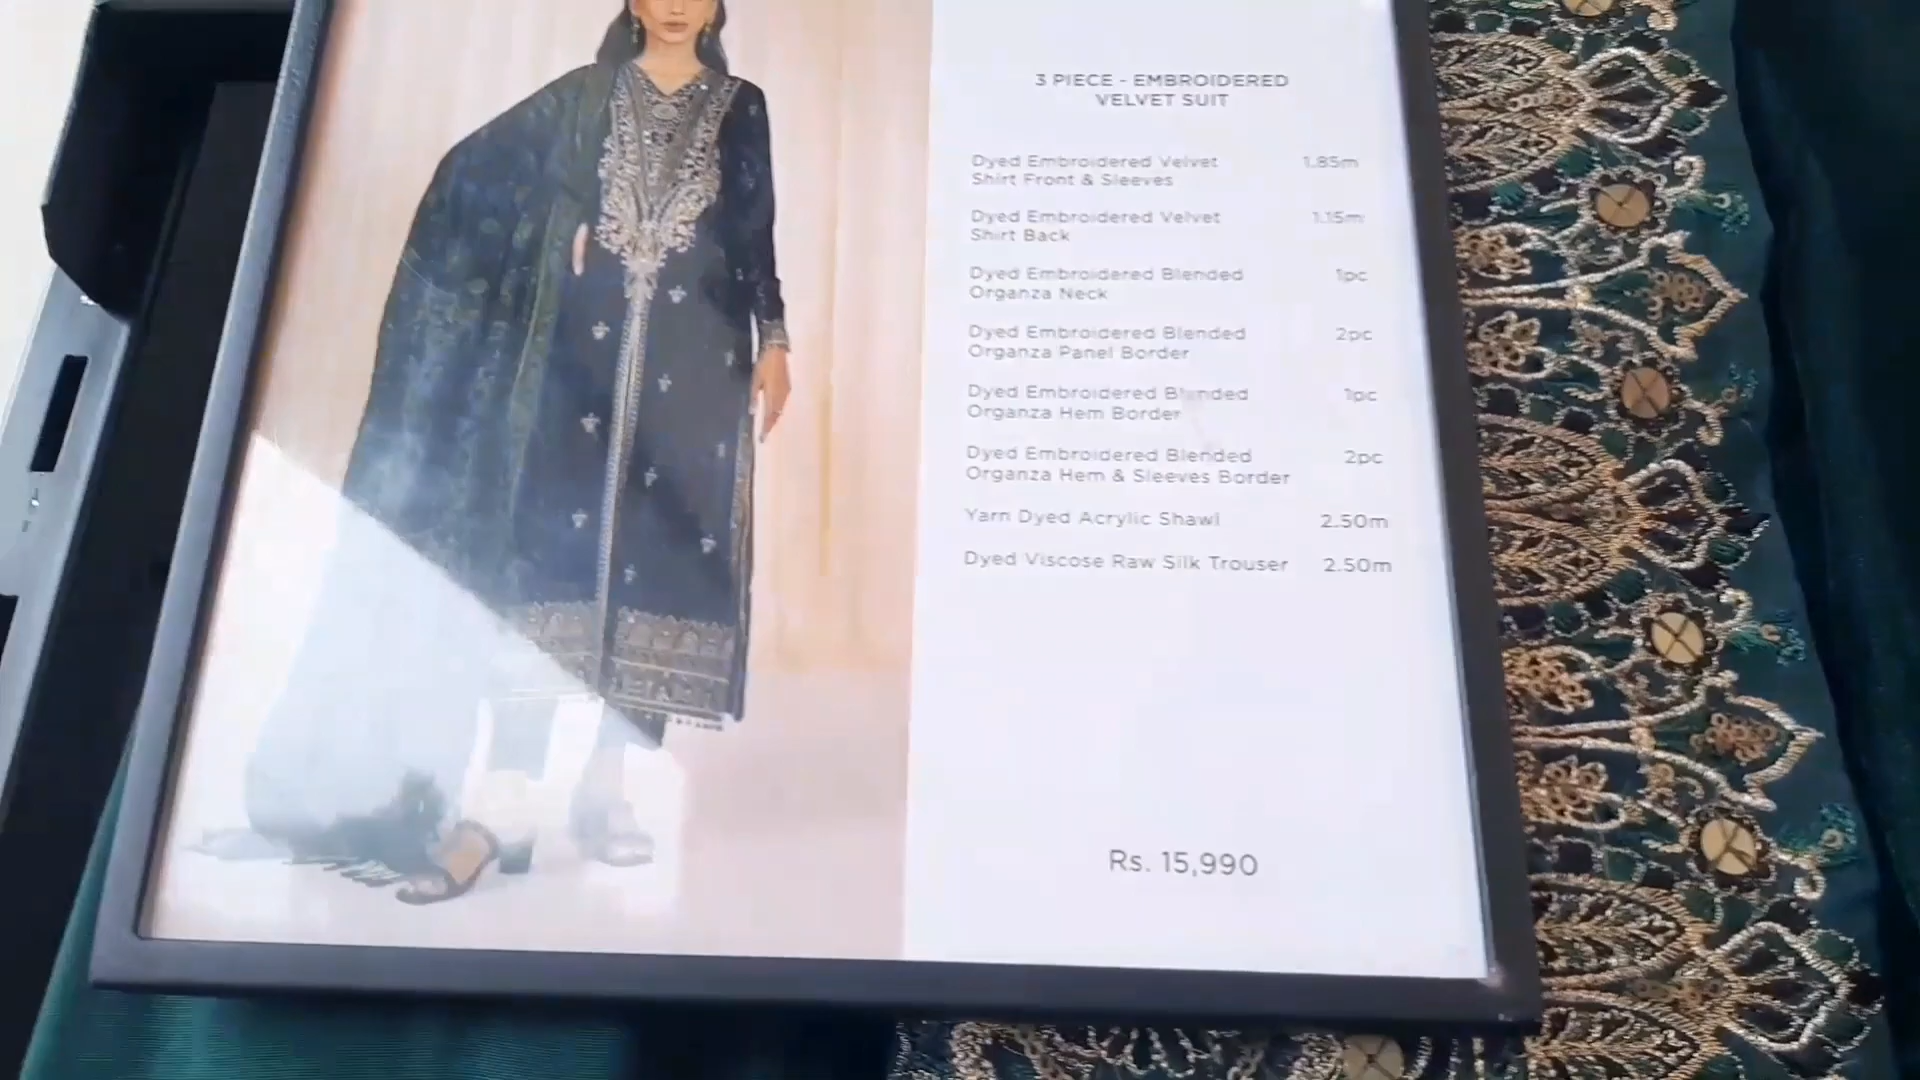 3 PIECE - EMBROIDERED
VELVET SUIT
Dyed Embroidered Velvet 1.85m
Shirt Front & Sleeves
Dyed Embroidered Velvet 1.15m
Shirt Back
Dyed Embroidered Blended 1pc
Organza Neck
Dyed Embroidered Blended 2pc
Organza Panel Border
Dyed Embroidered Blended 1pc
Organza Hem Border
Dyed Embroidered Blended 2pc
Organza Hem & Sleeves Border
Yarn Dyed Acrylic Shawl 2.50m
Dyed Viscose Raw Silk Trouser 2.50m
Rs. 15,990